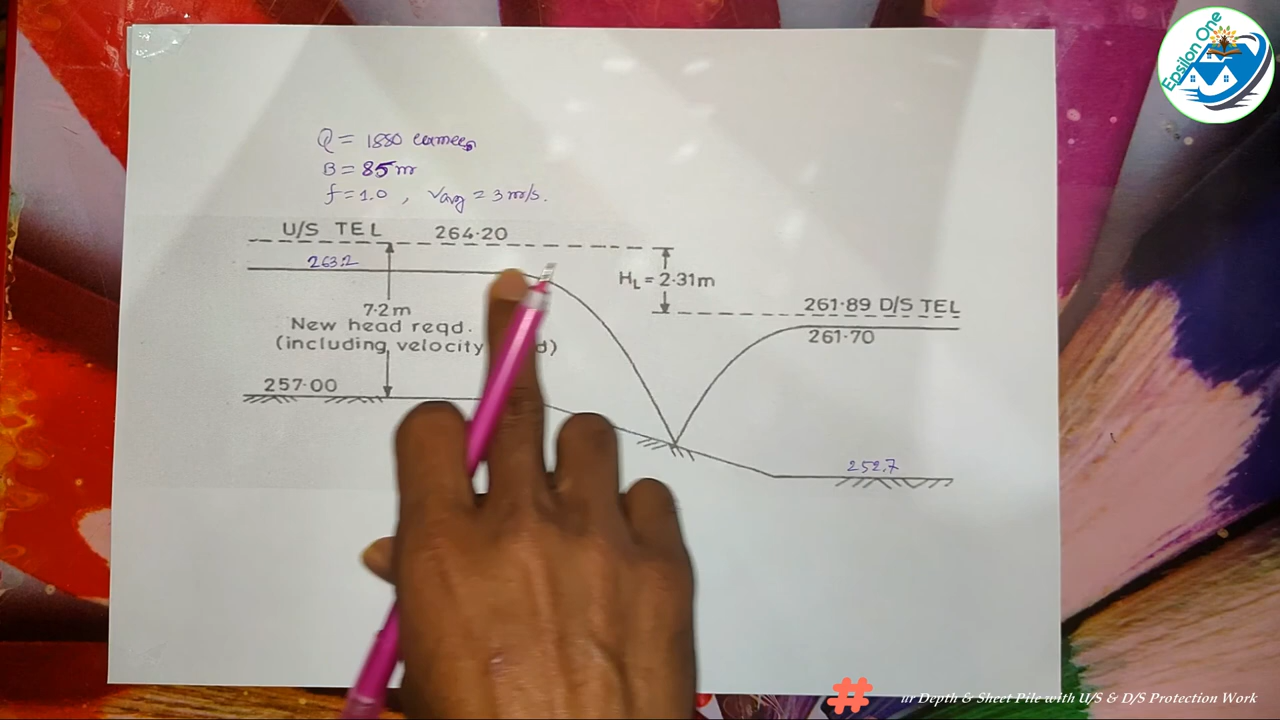 Epsilon One
Q = 1880 cumecs
B = 85 m
f = 1.0 , Vavg = 3 m/s.
U/S TEL 264·20
263.2
HL = 2·31m
261·89 D/S TEL
261·70
7·2m
New head reqd.
(including velocity d)
257·00
252.7
ur Depth & Sheet Pile with U/S & D/S Protection Work